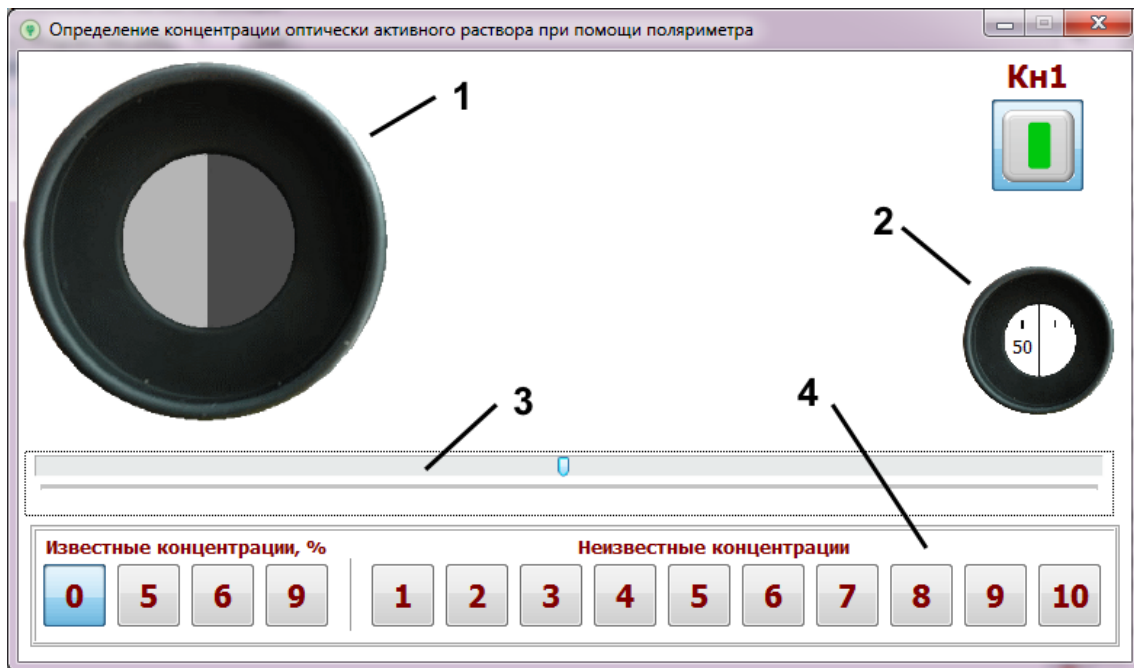 Определение концентрации оптически активного раствора при помощи поляриметра
1
Кн1
2
50
3
4
Известные концентрации, %
Неизвестные концентрации
0 5 6 9 1 2 3 4 5 6 7 8 9 10